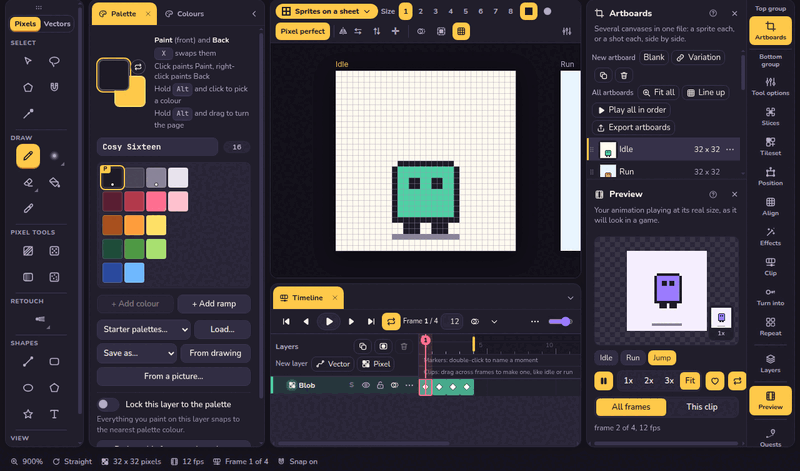 Pixels
Vectors
SELECT
DRAW
PIXEL TOOLS
RETOUCH
SHAPES
T
VIEW
Palette ×
Colours
Paint (front) and Back
X swaps them
Click paints Paint, right-
click paints Back
Hold Alt and click to pick
a colour
Hold Alt and drag to turn
the page
Cosy Sixteen
16
P
+ Add colour
+ Add ramp
Starter palettes...
Load...
Save as...
From drawing
From a picture...
Lock this layer to the palette
Everything you paint on this layer snaps to
the nearest palette colour.
Sprites on a sheet
Size 1 2 3 4 5 6 7 8
Pixel perfect
Idle
Run
Timeline ×
Frame 1 / 4
12
Layers
New layer
Vector
Pixel
1
5
10
Markers: double-click to name a moment
Clips: drag across frames to make one, like idle or run
Blob
S
Artboards
Several canvases in one file: a sprite each,
or a shot each, side by side.
New artboard
Blank
Variation
All artboards
Fit all
Line up
Play all in order
Export artboards
Idle 32 x 32
Run 32 x 32
Preview
Your animation playing at its real size, as it
will look in a game.
1x
Idle
Run
Jump
1x
2x
3x
Fit
All frames
This clip
frame 2 of 4, 12 fps
Top group
Artboards
Bottom
group
Tool options
Slices
Tileset
Position
Align
Effects
Clip
Turn into
Repeat
Layers
Preview
Quests
900%
Straight
32 x 32 pixels
12 fps
Frame 1 of 4
Snap on